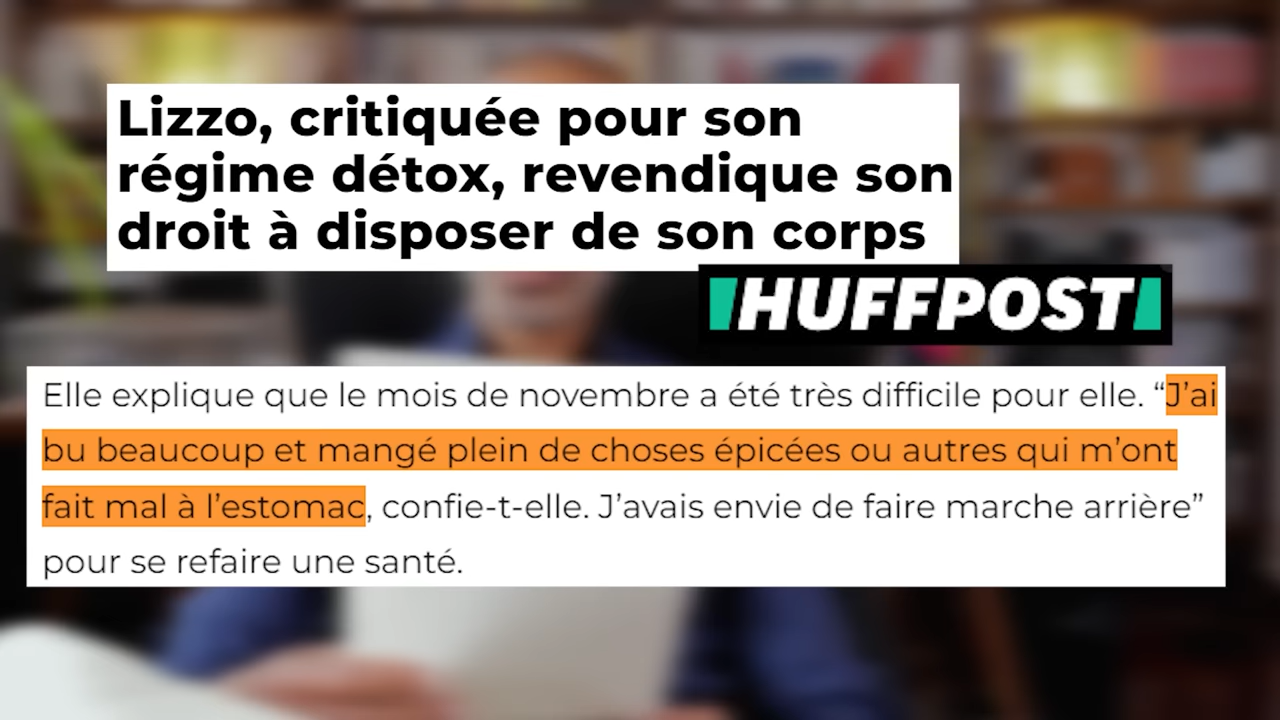 Lizzo, critiquée pour son
régime détox, revendique son
droit à disposer de son corps
HUFFPOST
Elle explique que le mois de novembre a été très difficile pour elle. “J’ai
bu beaucoup et mangé plein de choses épicées ou autres qui m’ont
fait mal à l’estomac, confie-t-elle. J’avais envie de faire marche arrière”
pour se refaire une santé.